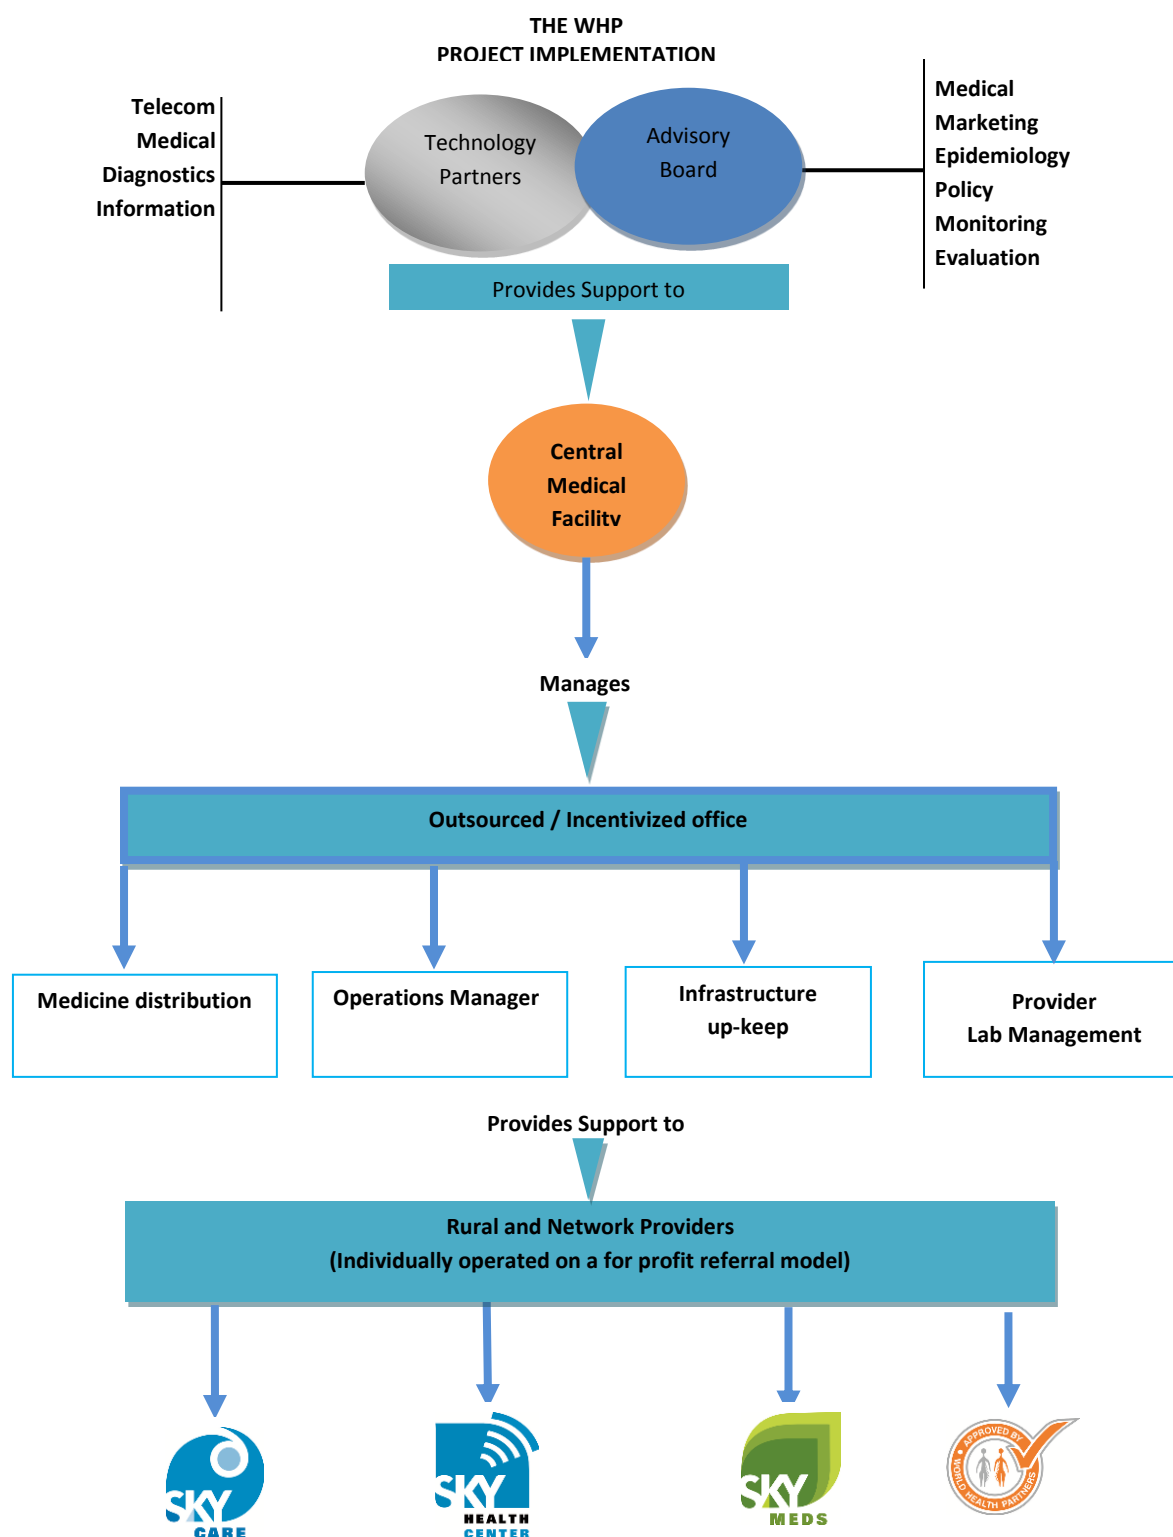 THE WHP
PROJECT IMPLEMENTATION
Telecom
Medical
Diagnostics
Information
Technology
Partners
Advisory
Board
Medical
Marketing
Epidemiology
Policy
Monitoring
Evaluation
Provides Support to
Central
Medical
Facility
Manages
Outsourced / Incentivized office
Medicine distribution
Operations Manager
Infrastructure
up-keep
Provider
Lab Management
Provides Support to
Rural and Network Providers
(Individually operated on a for profit referral model)
SKY
CARE
SKY
HEALTH
CENTER
SKY
MEDS
APPROVED BY
WORLD HEALTH PARTNERS